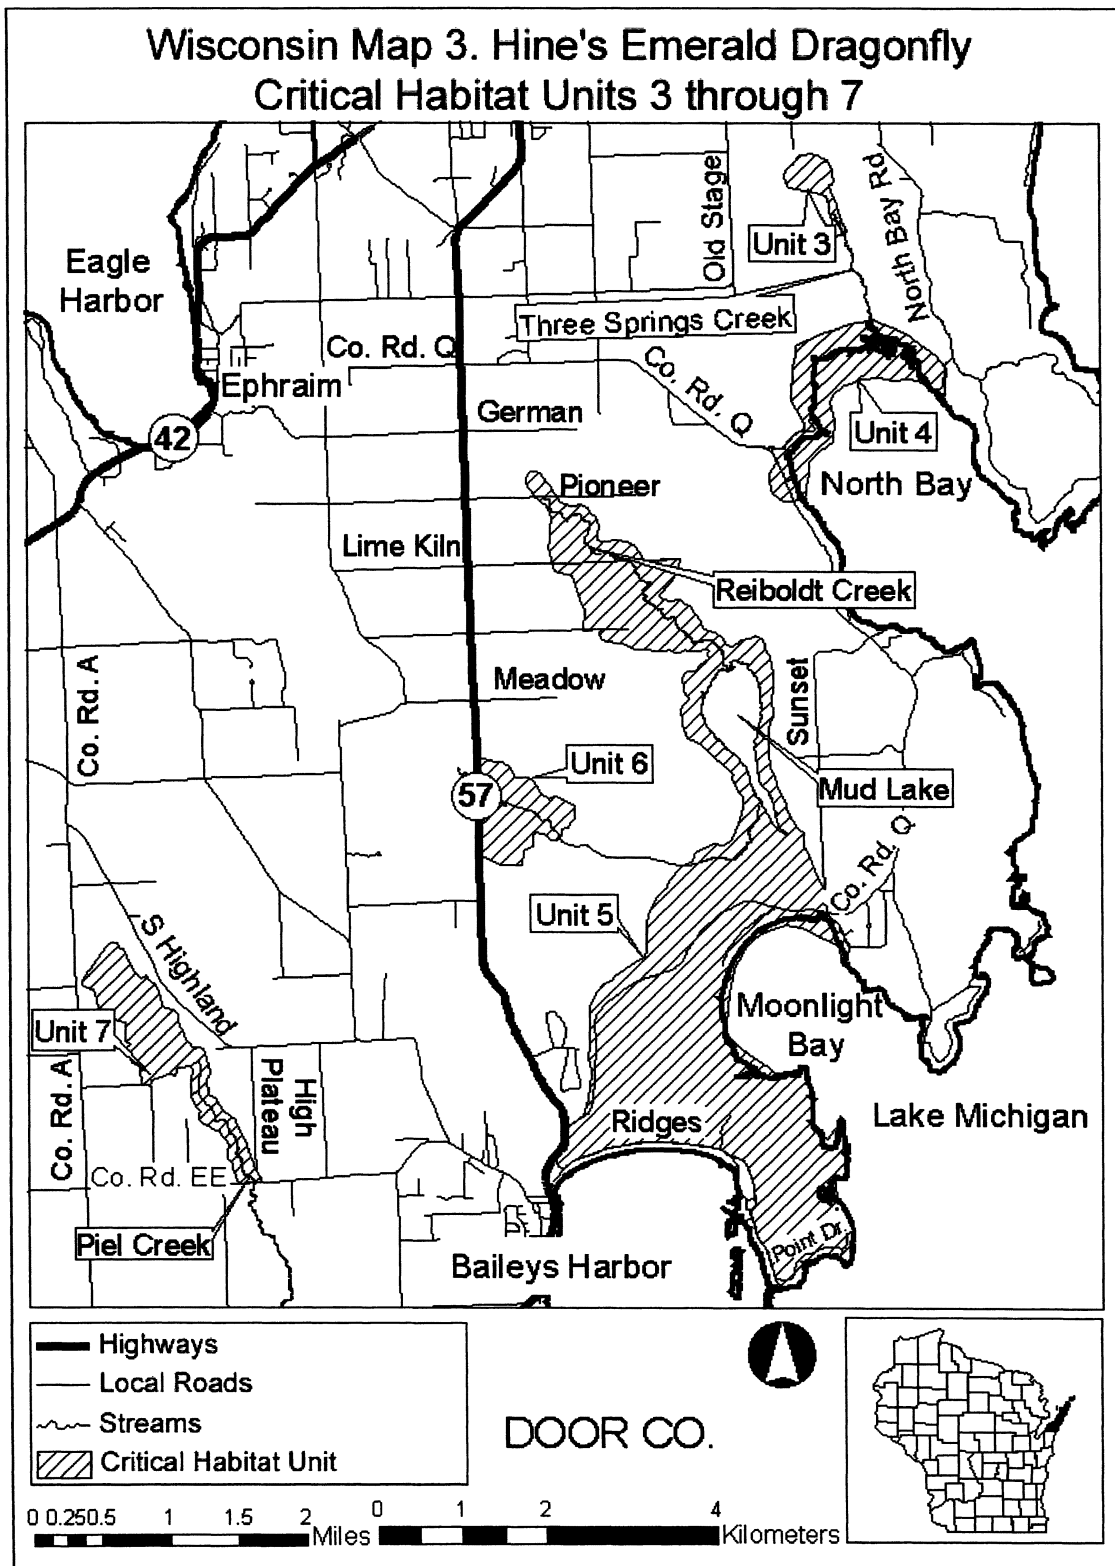 Wisconsin Map 3. Hine's Emerald Dragonfly
Critical Habitat Units 3 through 7
Old Stage
North Bay Rd
Unit 3
Eagle
Harbor
Three Springs Creek
Co. Rd. Q
Co. Rd. Q
Ephraim
German
42
Unit 4
North Bay
Pioneer
Lime Kiln
Reiboldt Creek
Co. Rd. A
Meadow
Sunset
Unit 6
57
Mud Lake
Co. Rd. Q
Unit 5
S Highland
Moonlight
Bay
Unit 7
Co. Rd. A
High
Plateau
Ridges
Lake Michigan
Co. Rd. EE
Piel Creek
Point Dr.
Baileys Harbor
Highways
Local Roads
Streams
Critical Habitat Unit
DOOR CO.
0 0.25 0.5 1 1.5 2 Miles
0 1 2 4 Kilometers